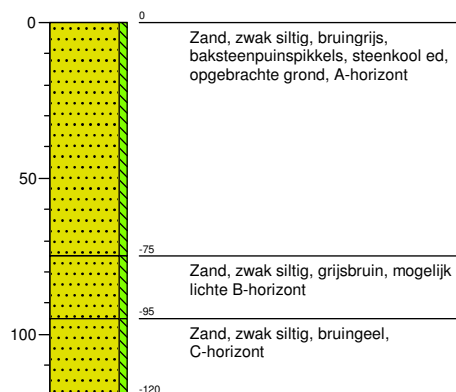 0
0
Zand, zwak siltig, bruingrijs,
baksteenpuinspikkels, steenkool ed,
opgebrachte grond, A-horizont
50
-75
Zand, zwak siltig, grijsbruin, mogelijk
lichte B-horizont
-95
100
Zand, zwak siltig, bruingeel,
C-horizont
-120